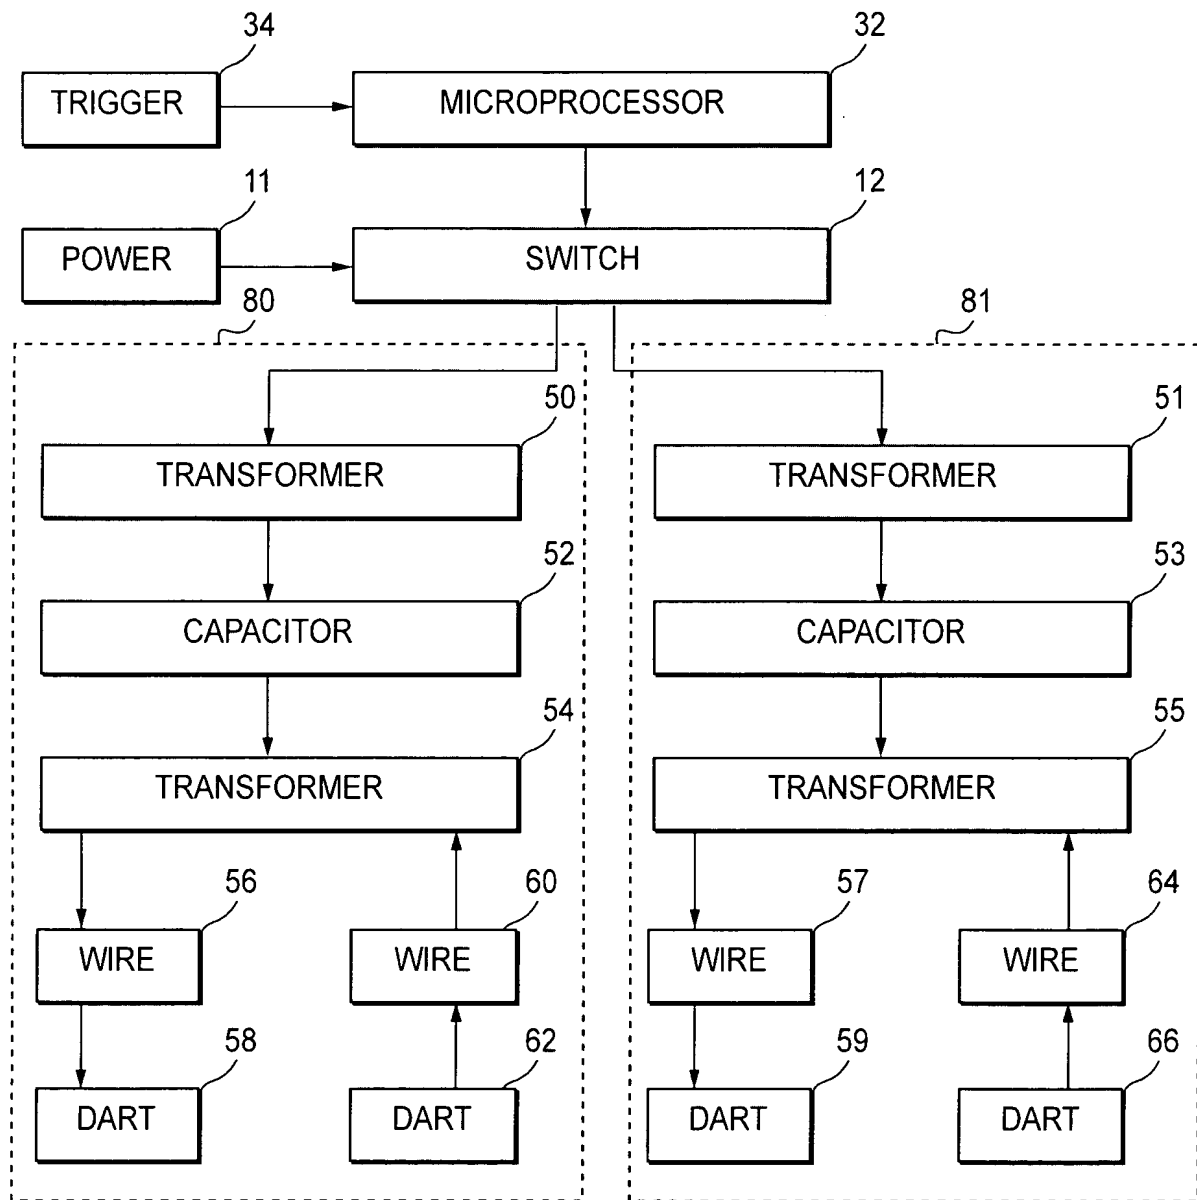 34 32
TRIGGER MICROPROCESSOR
11 12
POWER SWITCH
80 81
50 51
TRANSFORMER TRANSFORMER
52 53
CAPACITOR CAPACITOR
54 55
TRANSFORMER TRANSFORMER
56 60 57 64
WIRE WIRE WIRE WIRE
58 62 59 66
DART DART DART DART